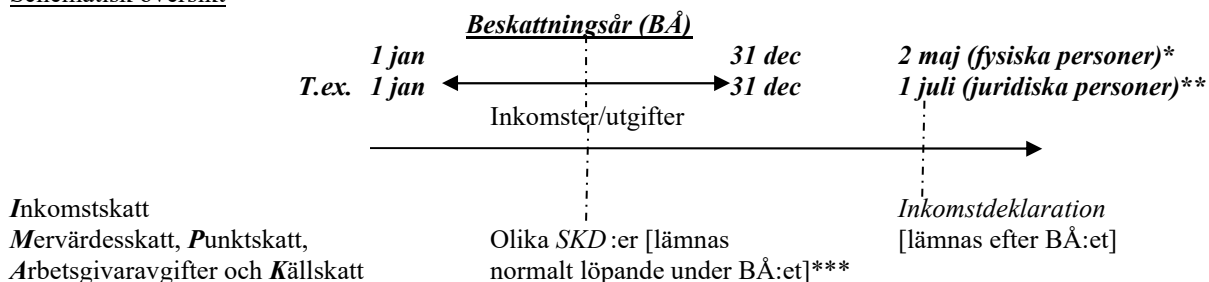 Beskattningsår (BÅ)
1 jan 31 dec 2 maj (fysiska personer)*
T.ex. 1 jan 31 dec 1 juli (juridiska personer)**
Inkomster/utgifter
Inkomstskatt Inkomstdeklaration
Mervärdesskatt, Punktskatt, Olika SKD:er [lämnas [lämnas efter BÅ:et]
Arbetsgivaravgifter och Källskatt normalt löpande under BÅ:et]***